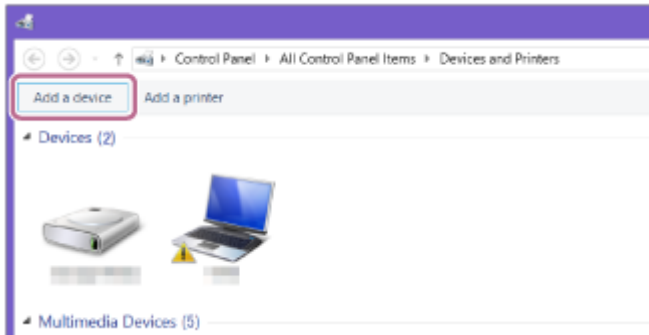 Control Panel All Control Panel Items Devices and Printers
Add a device Add a printer
Devices (2)
Multimedia Devices (5)